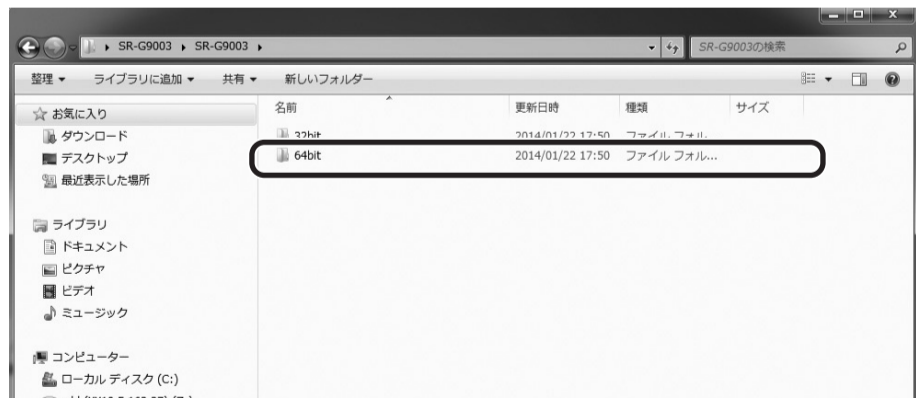 SR-G9003 ▸ SR-G9003 ▸
SR-G9003の検索
整理 ▼ ライブラリに追加 ▼ 共有 ▼ 新しいフォルダー
名前 更新日時 種類 サイズ
お気に入り
ダウンロード
デスクトップ
最近表示した場所
ライブラリ
ドキュメント
ピクチャ
ビデオ
ミュージック
コンピューター
ローカル ディスク (C:)
32bit 2014/01/22 17:50 ファイル フォル...
64bit 2014/01/22 17:50 ファイル フォル...